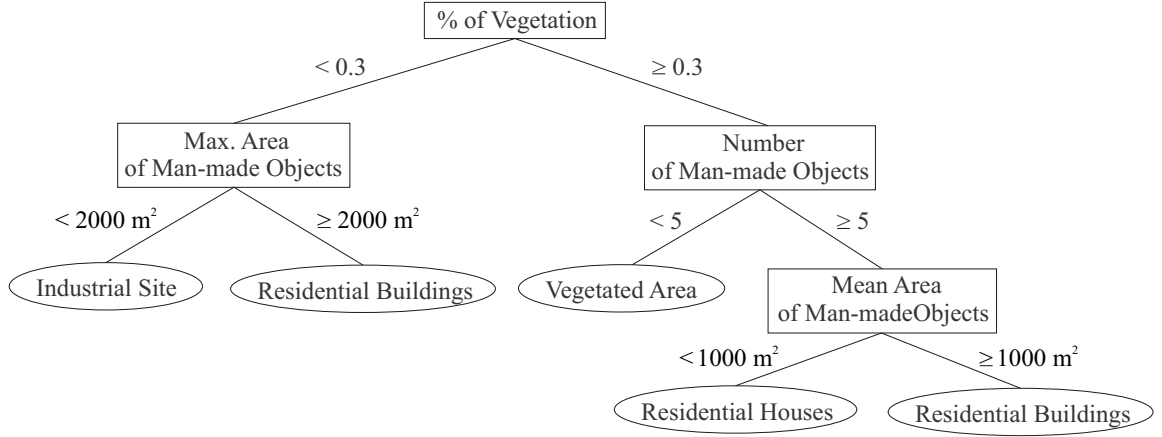 % of Vegetation
< 0.3
≥ 0.3
Max. Area
of Man-made Objects
Number
of Man-made Objects
< 2000 m²
≥ 2000 m²
< 5
≥ 5
Industrial Site
Residential Buildings
Vegetated Area
Mean Area
of Man-madeObjects
<1000 m²
≥1000 m²
Residential Houses
Residential Buildings